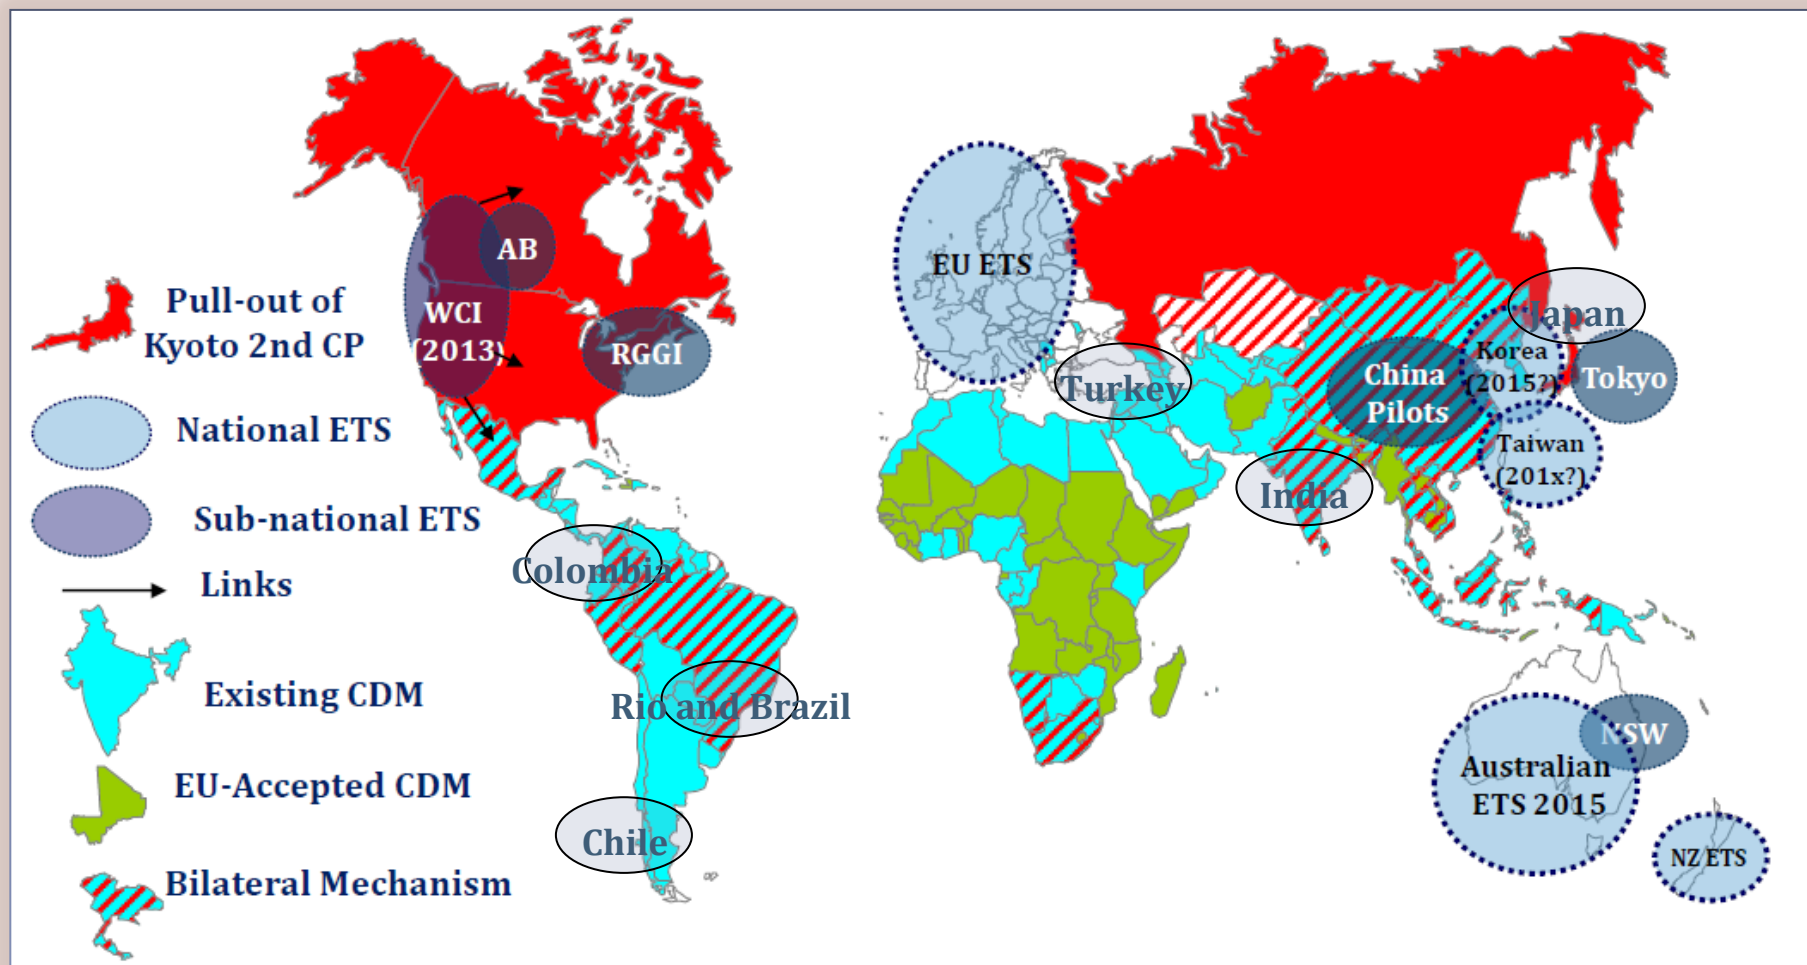 Pull-out of
Kyoto 2nd CP
National ETS
Sub-national ETS
Links
Existing CDM
EU-Accepted CDM
Bilateral Mechanism
AB
WCI
(2013)
RGGI
Colombia
Rio and Brazil
Chile
EU ETS
Turkey
India
China
Pilots
Japan
Korea
(2015?)
Tokyo
Taiwan
(201x?)
NSW
Australian
ETS 2015
NZ ETS